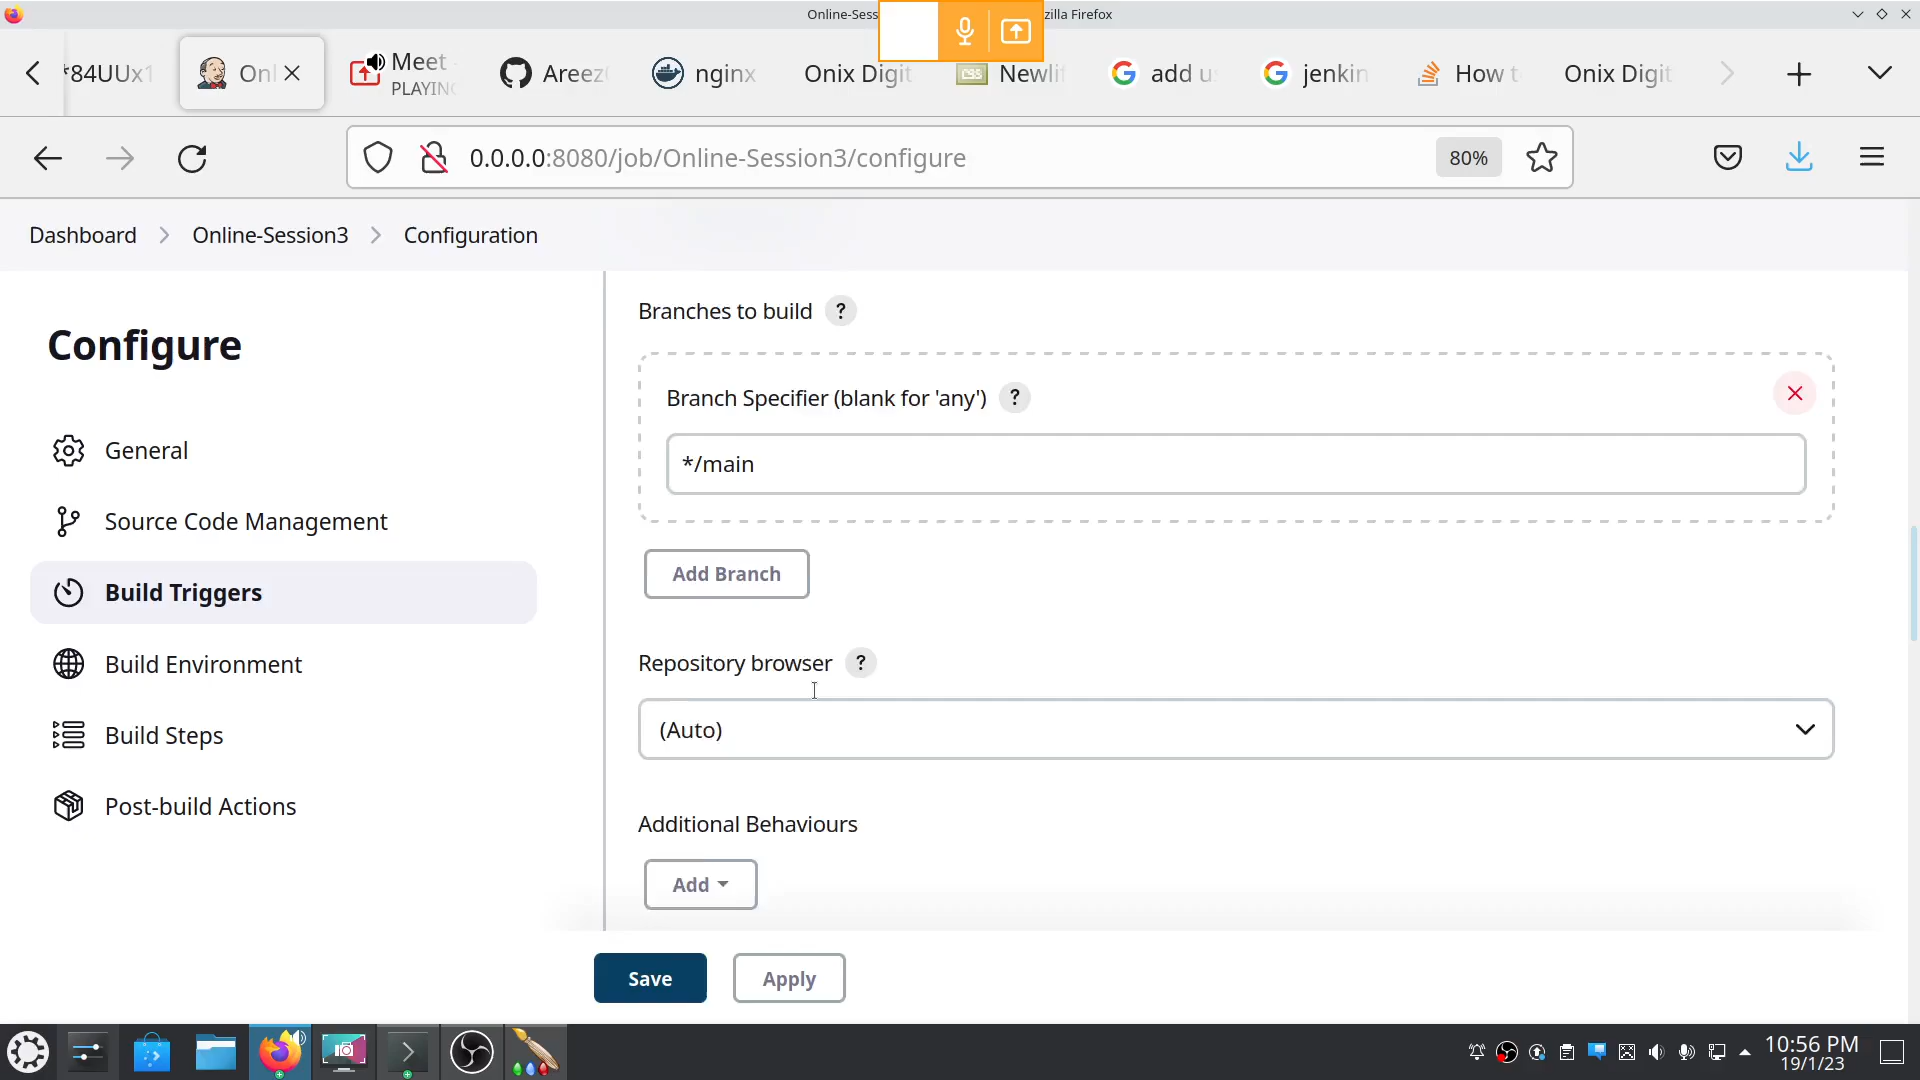 Online-Sess
zilla Firefox
*84UUx1
Onl
Meet
PLAYING
Areez
nginx
Onix Digit
Newli
add u
jenkin
How t
Onix Digit
0.0.0.0:8080/job/Online-Session3/configure
80%
Dashboard > Online-Session3 > Configuration
Configure
General
Source Code Management
Build Triggers
Build Environment
Build Steps
Post-build Actions
Branches to build ?
Branch Specifier (blank for 'any') ?
*/main
Add Branch
Repository browser ?
(Auto)
Additional Behaviours
Add
Save
Apply
10:56 PM
19/1/23